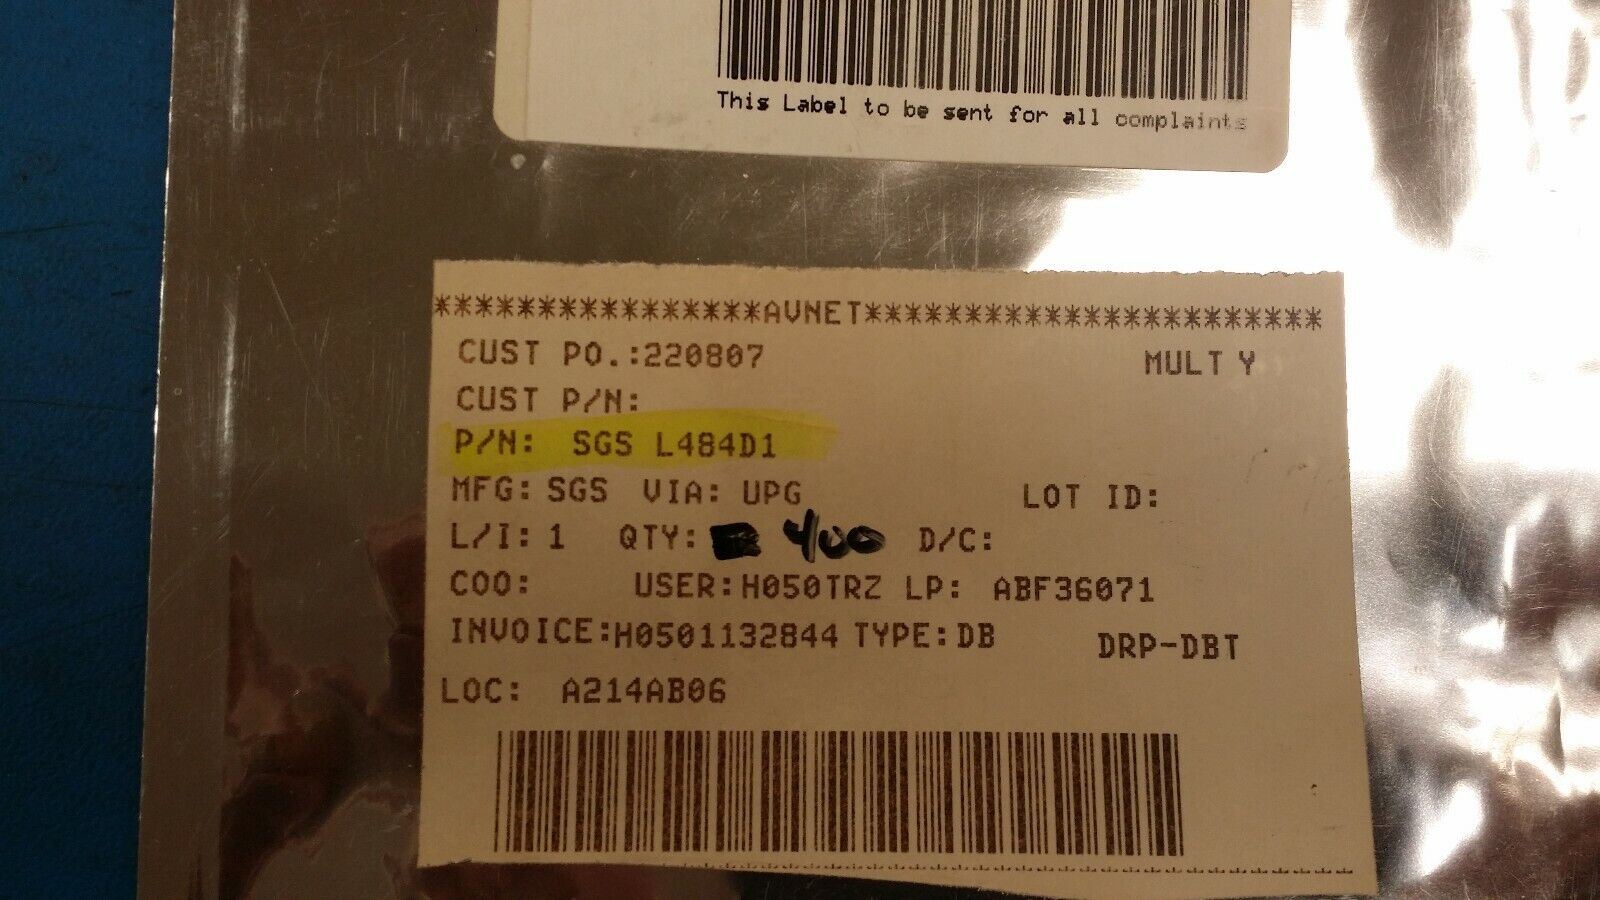 This Label to be sent for all complaints
****************AVNET**********************
CUST PO.:220807 MULT Y
CUST P/N:
P/N: SGS L484D1
MFG: SGS VIA: UPG LOT ID:
L/I: 1 QTY: 400 D/C:
COO: USER:H050TRZ LP: ABF36071
INVOICE:H0501132844 TYPE:DB DRP-DBT
LOC: A214AB06